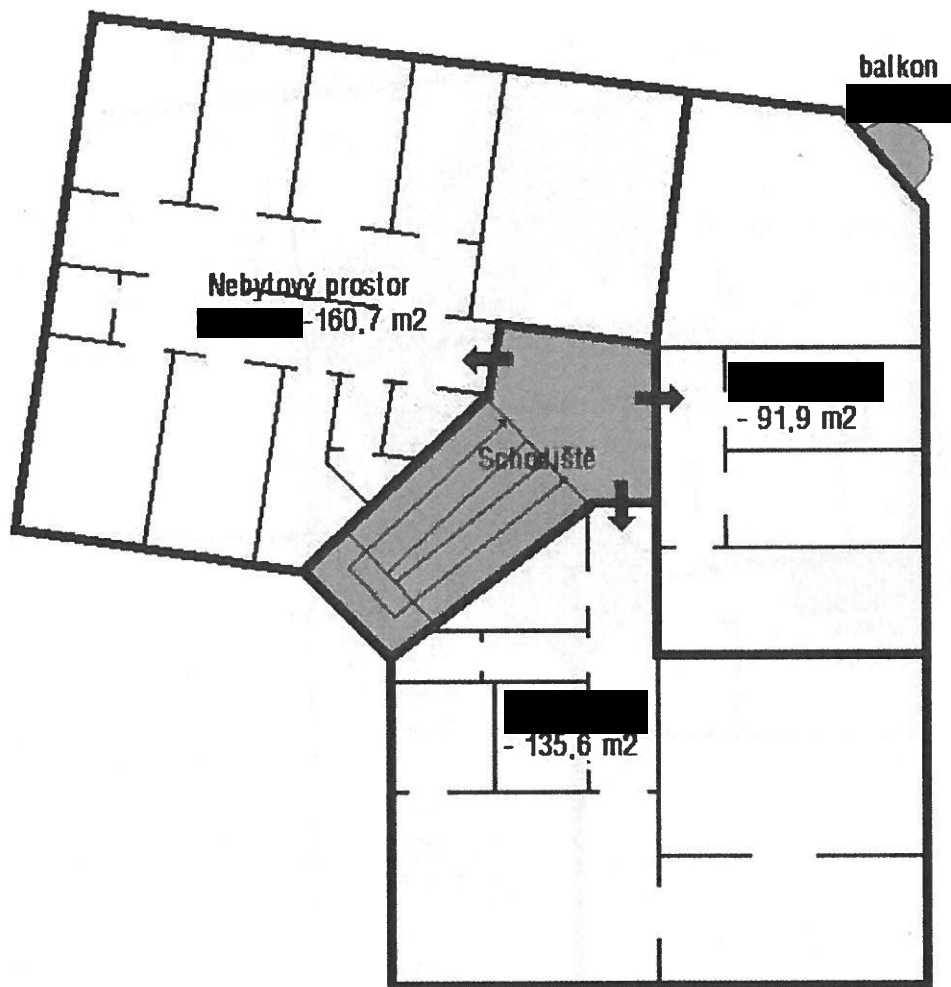 balkon
Nebytový prostor
-160,7 m2
- 91,9 m2
Schodiště
- 135,6 m2